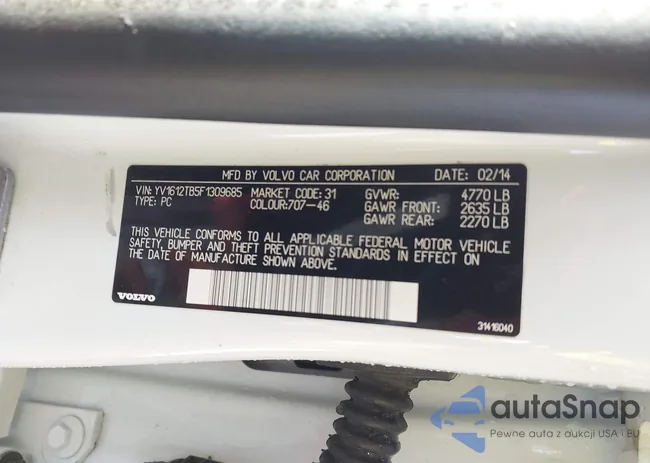 MFD BY VOLVO CAR CORPORATION DATE: 02/14
VIN: YV1612TB5F1309685 MARKET CODE: 31 GVWR: 4770 LB
TYPE: PC COLOUR:707-46 GAWR FRONT: 2635 LB
GAWR REAR: 2270 LB
THIS VEHICLE CONFORMS TO ALL APPLICABLE FEDERAL MOTOR VEHICLE
SAFETY, BUMPER AND THEFT PREVENTION STANDARDS IN EFFECT ON
THE DATE OF MANUFACTURE SHOWN ABOVE.
VOLVO
31416040
autaSnap
Pewne auta z aukcji USA i EU